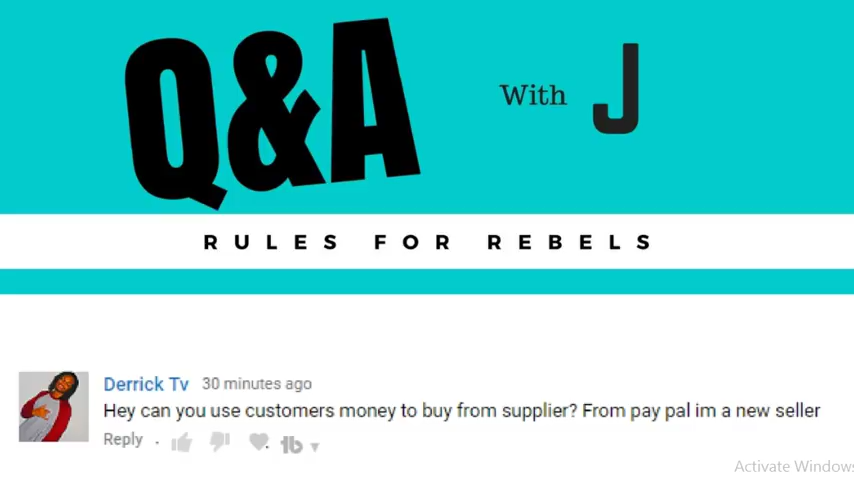 Q&A
With J
RULES FOR REBELS
Derrick Tv 30 minutes ago
Hey can you use customers money to buy from supplier? From pay pal im a new seller
Reply
Activate Windows